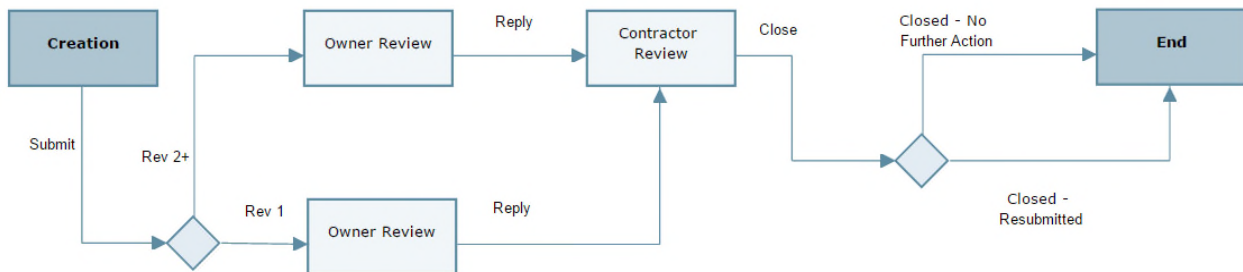 Creation
Submit
Rev 2+
Owner Review
Reply
Rev 1
Owner Review
Reply
Contractor
Review
Close
Closed - No
Further Action
Closed -
Resubmitted
End